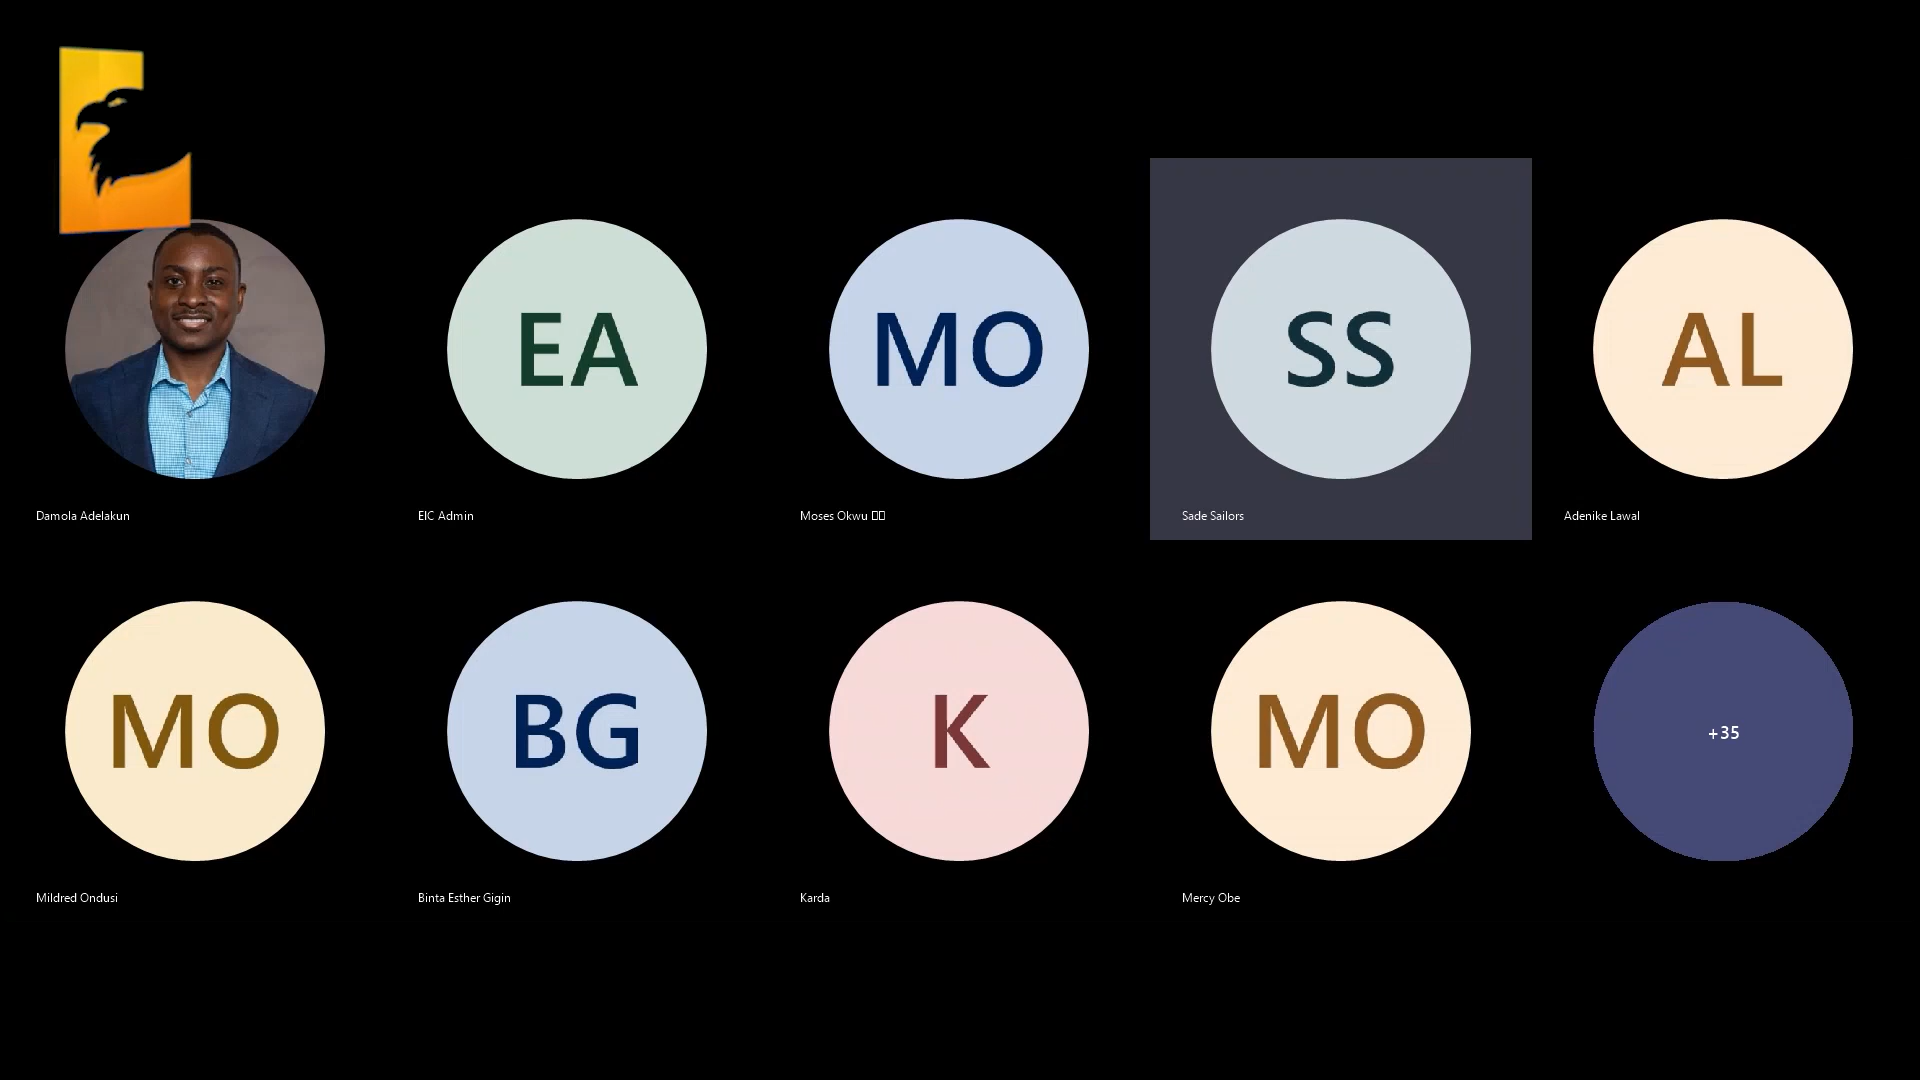 EA
MO
SS
AL
Damola Adelakun
EIC Admin
Moses Okwu
Sade Sailors
Adenike Lawal
MO
BG
K
MO
+35
Mildred Ondusi
Binta Esther Gigin
Karda
Mercy Obe